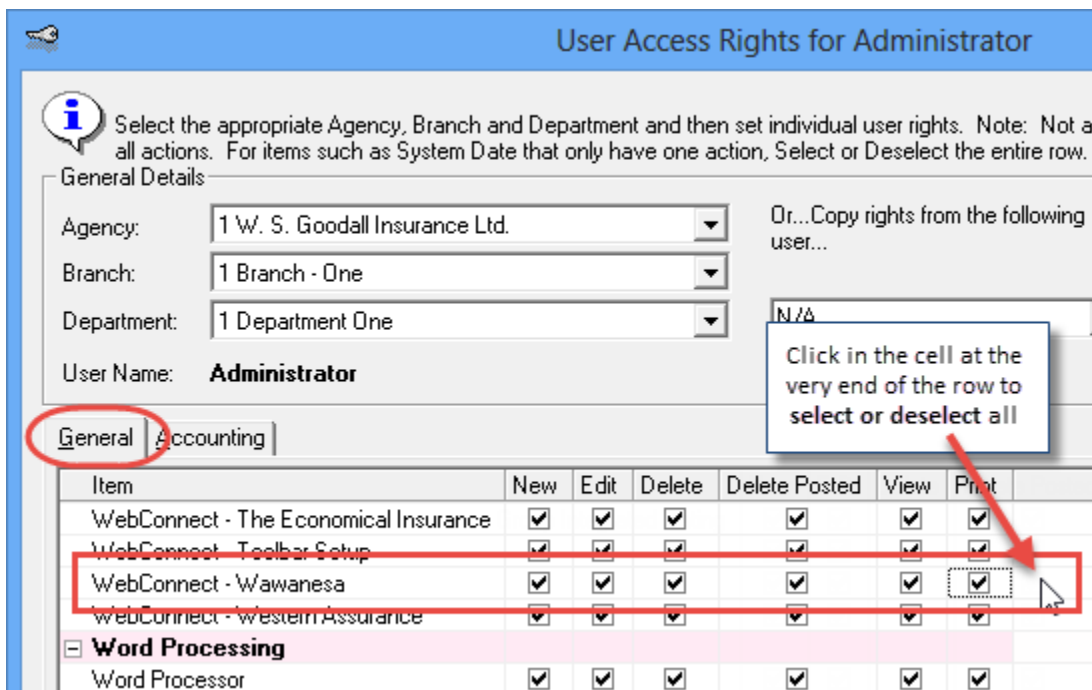 User Access Rights for Administrator
Select the appropriate Agency, Branch and Department and then set individual user rights. Note: Not a
all actions. For items such as System Date that only have one action, Select or Deselect the entire row.
General Details
Agency: 1 W. S. Goodall Insurance Ltd.
Or...Copy rights from the following
user...
Branch: 1 Branch - One
Department: 1 Department One
N/A
User Name: Administrator
Click in the cell at the
very end of the row to
select or deselect all
General Accounting
Item New Edit Delete Delete Posted View Print
WebConnect - The Economical Insurance
WebConnect - Toolbar Setup
WebConnect - Wawanesa
WebConnect - Western Assurance
Word Processing
Word Processor